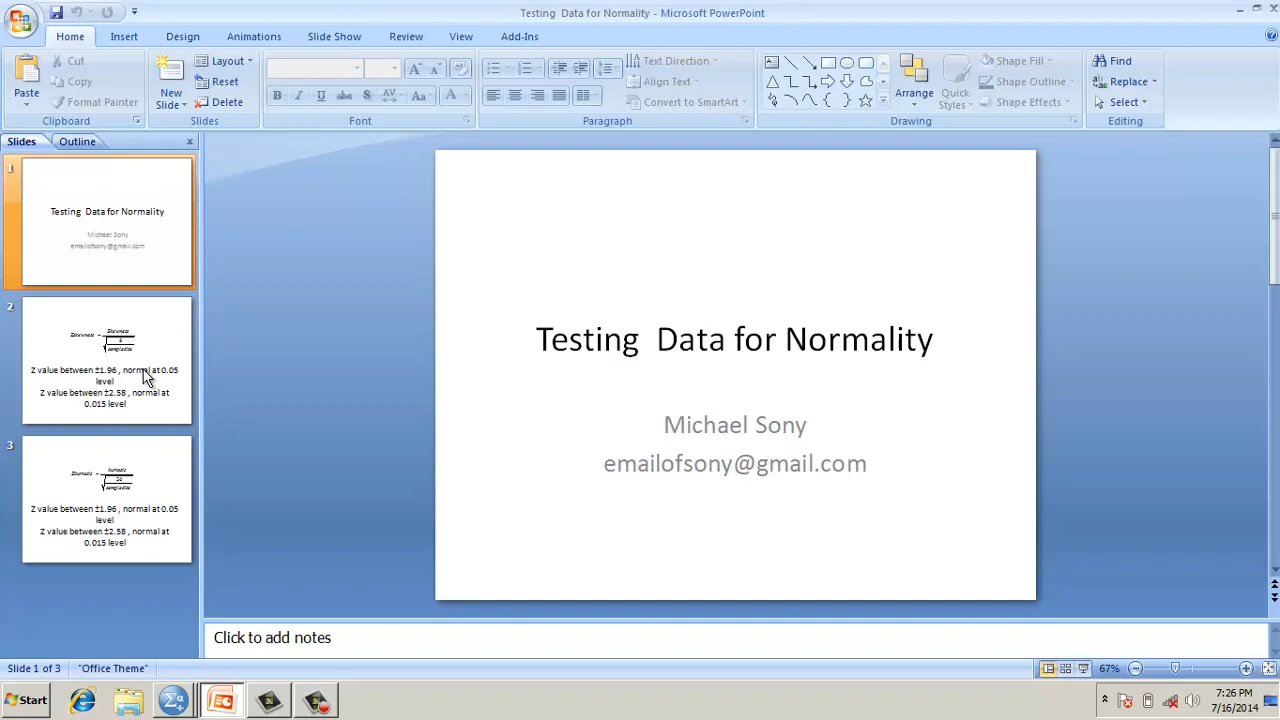 Testing Data for Normality - Microsoft PowerPoint
Home Insert Design Animations Slide Show Review View Add-Ins
Paste
Cut
Copy
Format Painter
Clipboard
New
Slide
Layout
Reset
Delete
Slides
Font
Text Direction
Align Text
Convert to SmartArt
Paragraph
Arrange
Quick
Styles
Shape Fill
Shape Outline
Shape Effects
Drawing
Find
Replace
Select
Editing
Slides Outline
1
Testing Data for Normality
Michael Sony
emailofsony@gmail.com
2
Z value between ±1.96 , normal at 0.05
level
Z value between ±2.58 , normal at
0.015 level
3
Z value between ±1.96 , normal at 0.05
level
Z value between ±2.58 , normal at
0.015 level
Testing Data for Normality
Michael Sony
emailofsony@gmail.com
Click to add notes
Slide 1 of 3 "Office Theme" 67%
Start
7:26 PM
7/16/2014